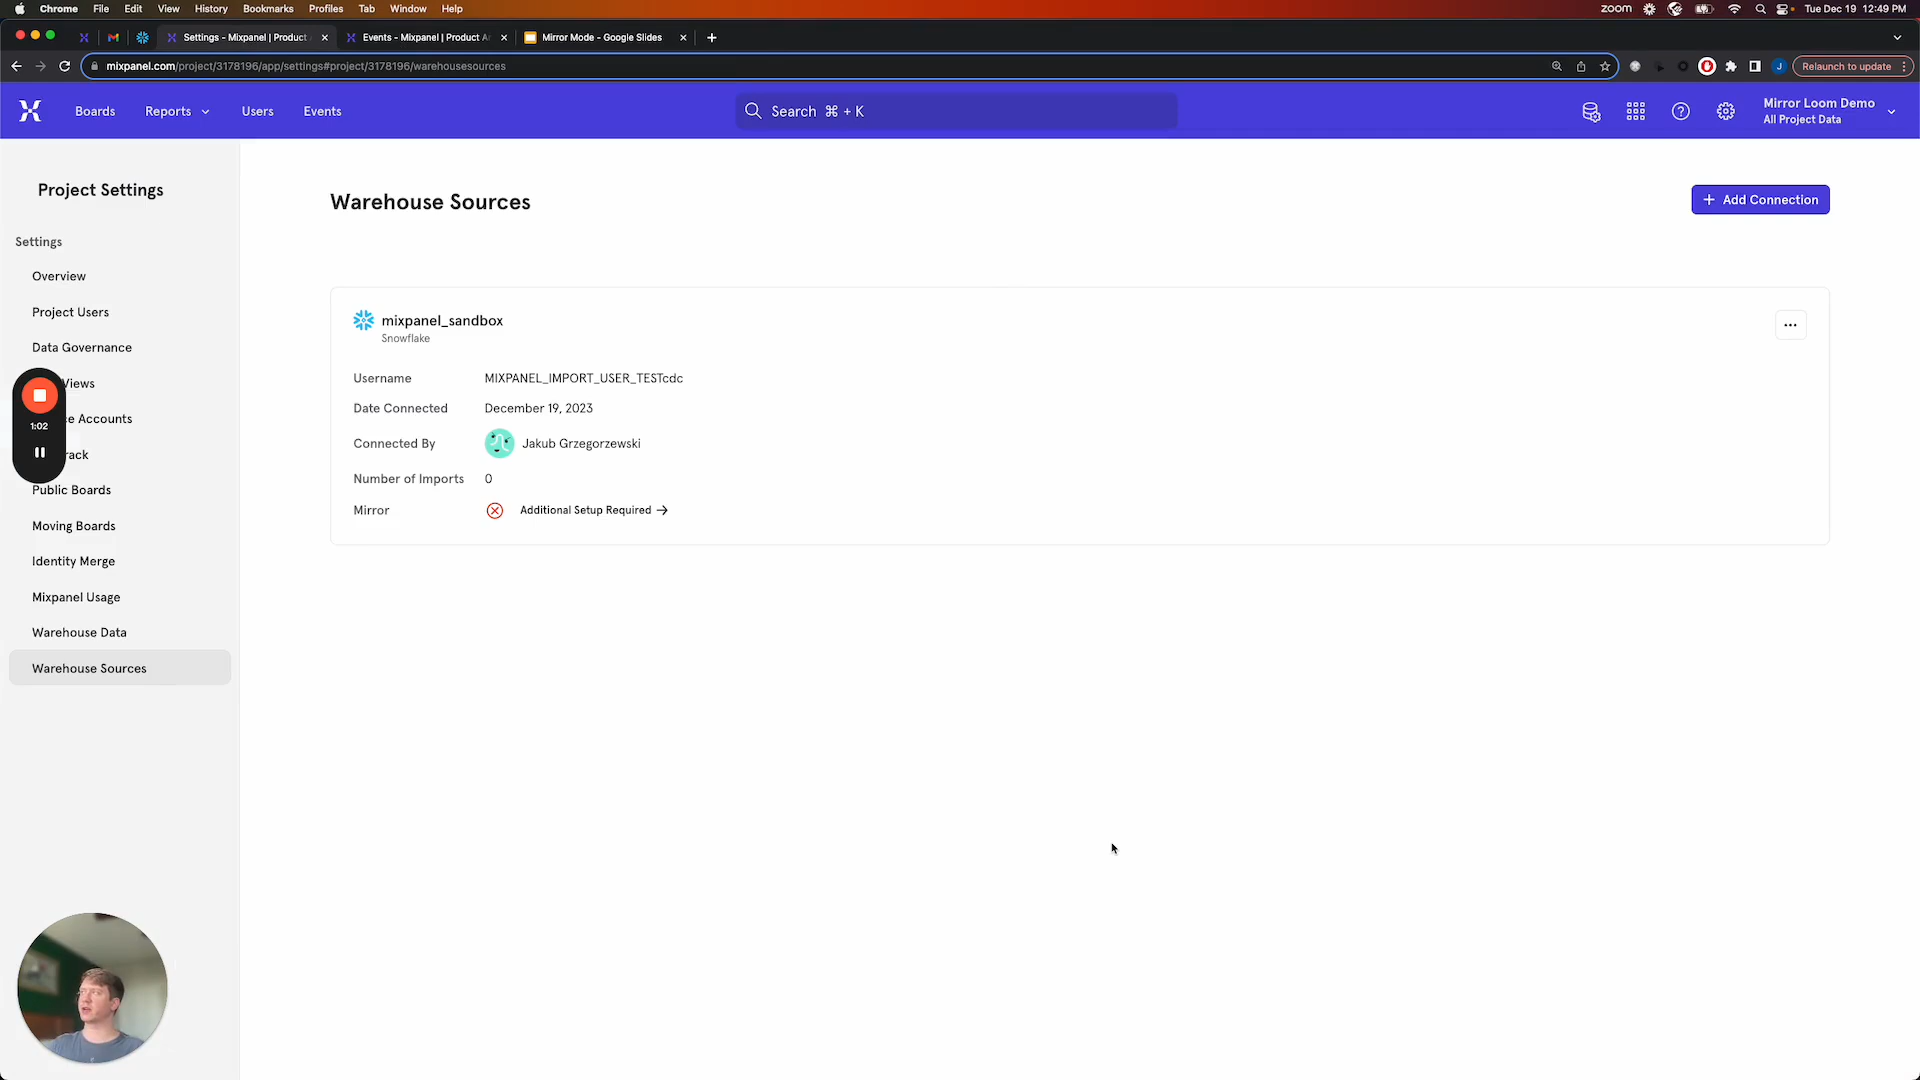 Chrome File Edit View History Bookmarks Profiles Tab Window Help
zoom Tue Dec 19 12:49 PM
Settings - Mixpanel | Product
Events - Mixpanel | Product A
Mirror Mode - Google Slides
mixpanel.com/project/3178196/app/settings#project/3178196/warehousesources
J
Relaunch to update
Boards
Reports
Users
Events
Search ⌘ + K
Mirror Loom Demo
All Project Data
Project Settings
Settings
Overview
Project Users
Data Governance
Views
e Accounts
rack
Public Boards
Moving Boards
Identity Merge
Mixpanel Usage
Warehouse Data
Warehouse Sources
1:02
Warehouse Sources
+ Add Connection
mixpanel_sandbox
Snowflake
Username MIXPANEL_IMPORT_USER_TESTcdc
Date Connected December 19, 2023
Connected By Jakub Grzegorzewski
Number of Imports 0
Mirror Additional Setup Required →